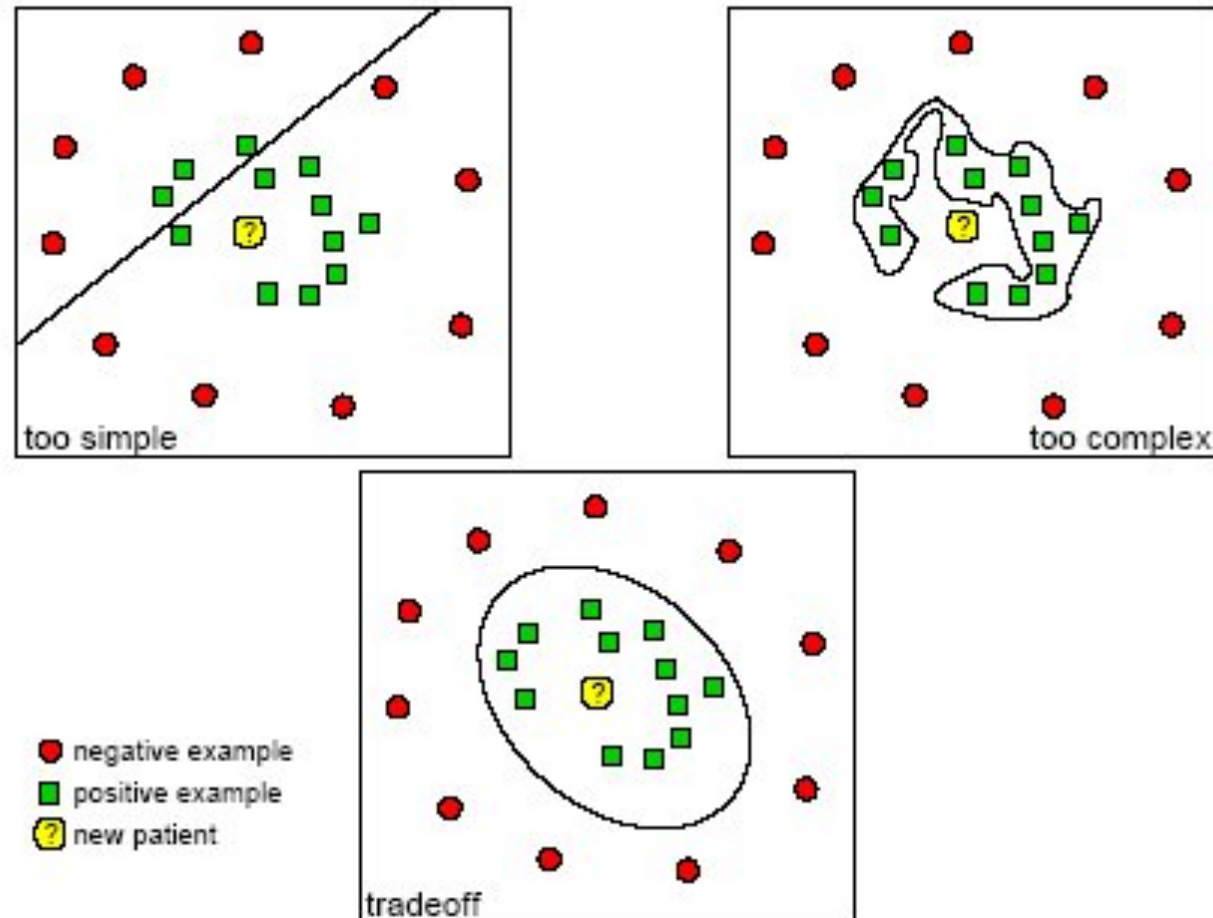 ?
too simple
?
too complex
?
negative example
positive example
? new patient
tradeoff